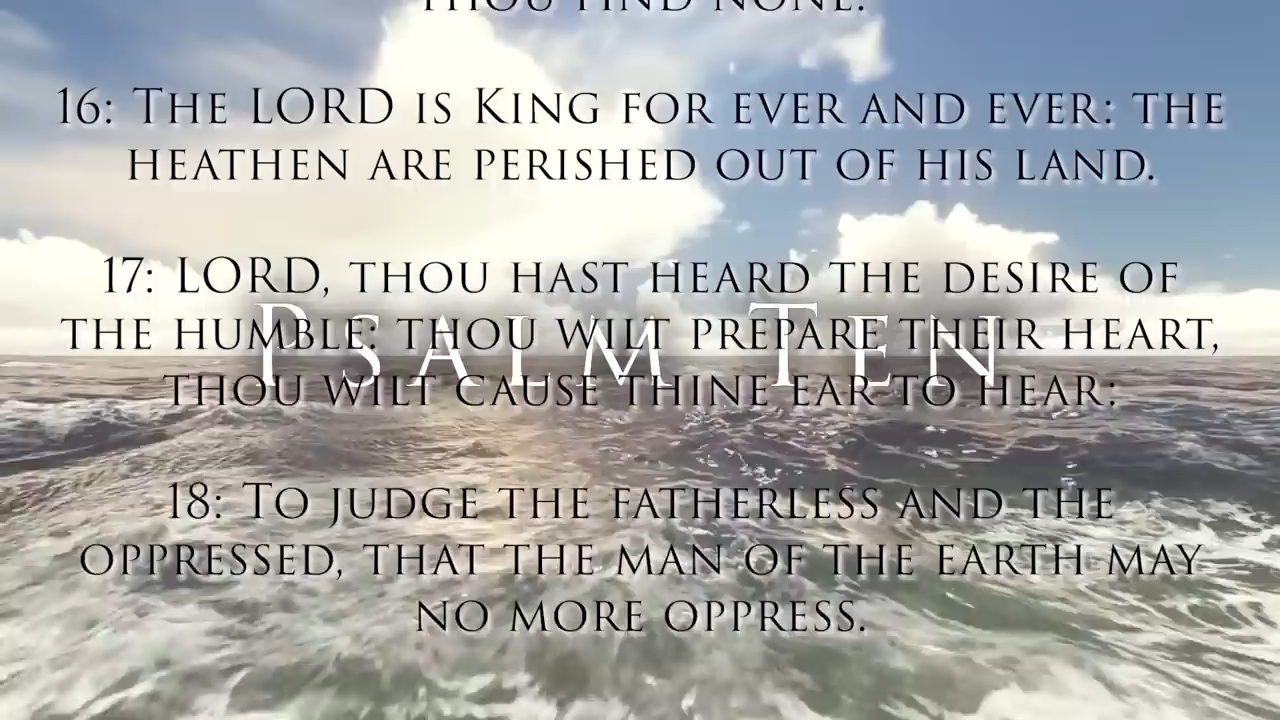 THOU FIND NONE.
16: THE LORD IS KING FOR EVER AND EVER: THE
HEATHEN ARE PERISHED OUT OF HIS LAND.
17: LORD, THOU HAST HEARD THE DESIRE OF
THE HUMBLE: THOU WILT PREPARE THEIR HEART,
PSALM TEN
THOU WILT CAUSE THINE EAR TO HEAR:
18: TO JUDGE THE FATHERLESS AND THE
OPPRESSED, THAT THE MAN OF THE EARTH MAY
NO MORE OPPRESS.